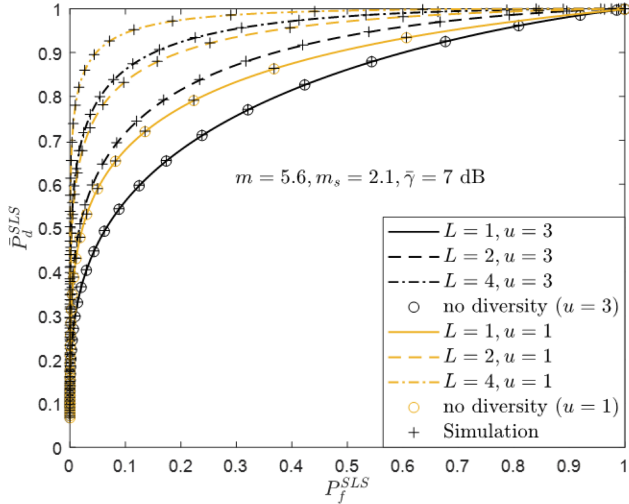 1
0.9
0.8
0.7
0.6
0.5
0.4
0.3
0.2
0.1
0
P̄_d^{SLS}
m = 5.6, m_s = 2.1, γ̄ = 7 dB
L = 1, u = 3
L = 2, u = 3
L = 4, u = 3
no diversity (u = 3)
L = 1, u = 1
L = 2, u = 1
L = 4, u = 1
no diversity (u = 1)
Simulation
0 0.1 0.2 0.3 0.4 0.5 0.6 0.7 0.8 0.9 1
P_f^{SLS}